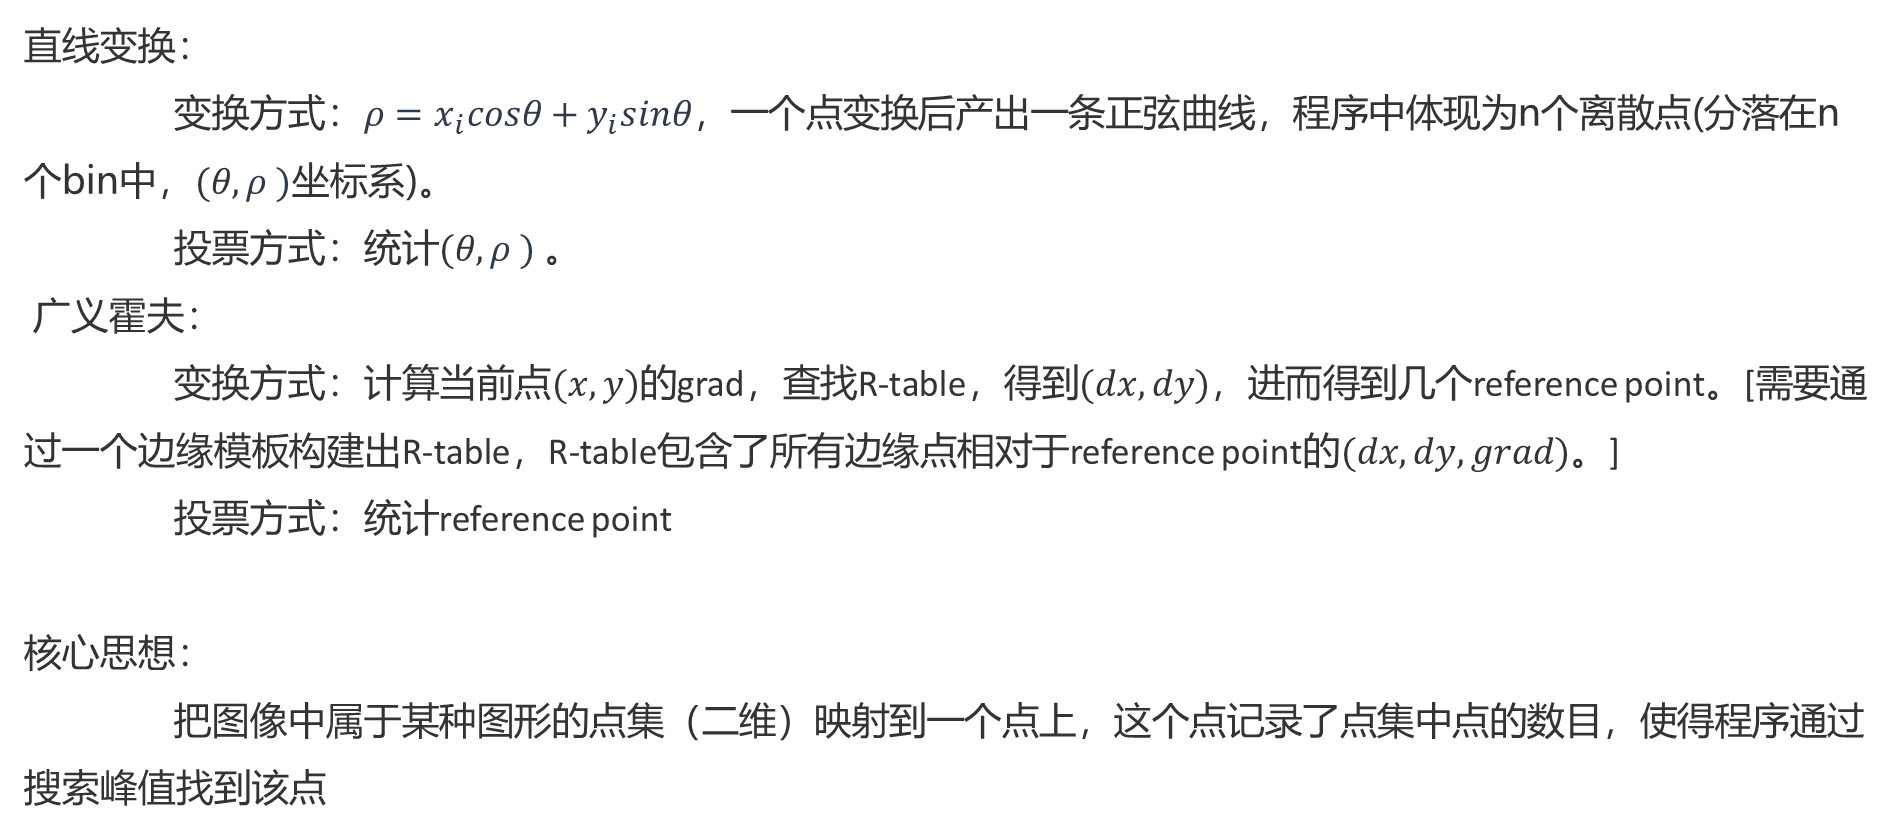 直线变换：
变换方式：ρ = x_i cosθ + y_i sinθ，一个点变换后产出一条正弦曲线，程序中体现为n个离散点(分落在n
个bin中，(θ, ρ )坐标系)。
投票方式：统计(θ, ρ ) 。
广义霍夫：
变换方式：计算当前点(x, y)的grad，查找R-table，得到(dx, dy)，进而得到几个reference point。[需要通
过一个边缘模板构建出R-table，R-table包含了所有边缘点相对于reference point的(dx, dy, grad)。]
投票方式：统计reference point
核心思想：
把图像中属于某种图形的点集（二维）映射到一个点上，这个点记录了点集中点的数目，使得程序通过
搜索峰值找到该点